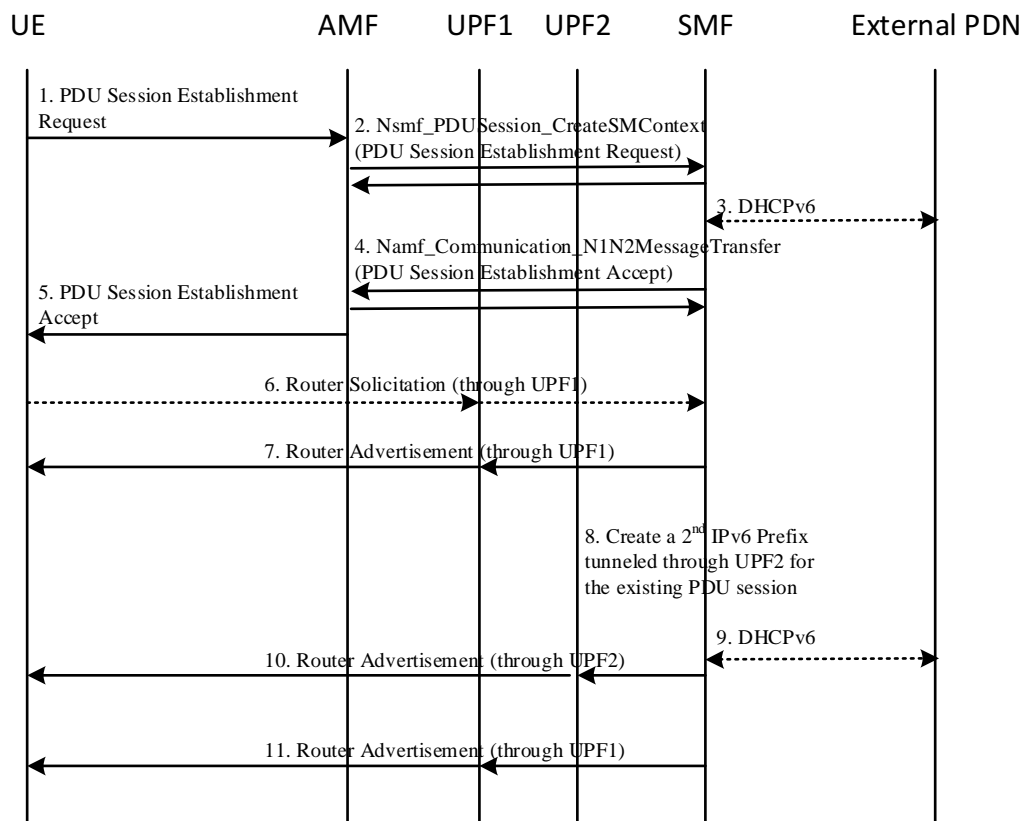 UE AMF UPF1 UPF2 SMF External PDN
1. PDU Session Establishment
Request
2. Nsmf_PDUSession_CreateSMContext
(PDU Session Establishment Request)
3. DHCPv6
4. Namf_Communication_N1N2MessageTransfer
(PDU Session Establishment Accept)
5. PDU Session Establishment
Accept
6. Router Solicitation (through UPF1)
7. Router Advertisement (through UPF1)
8. Create a 2nd IPv6 Prefix
tunneled through UPF2 for
the existing PDU session
9. DHCPv6
10. Router Advertisement (through UPF2)
11. Router Advertisement (through UPF1)